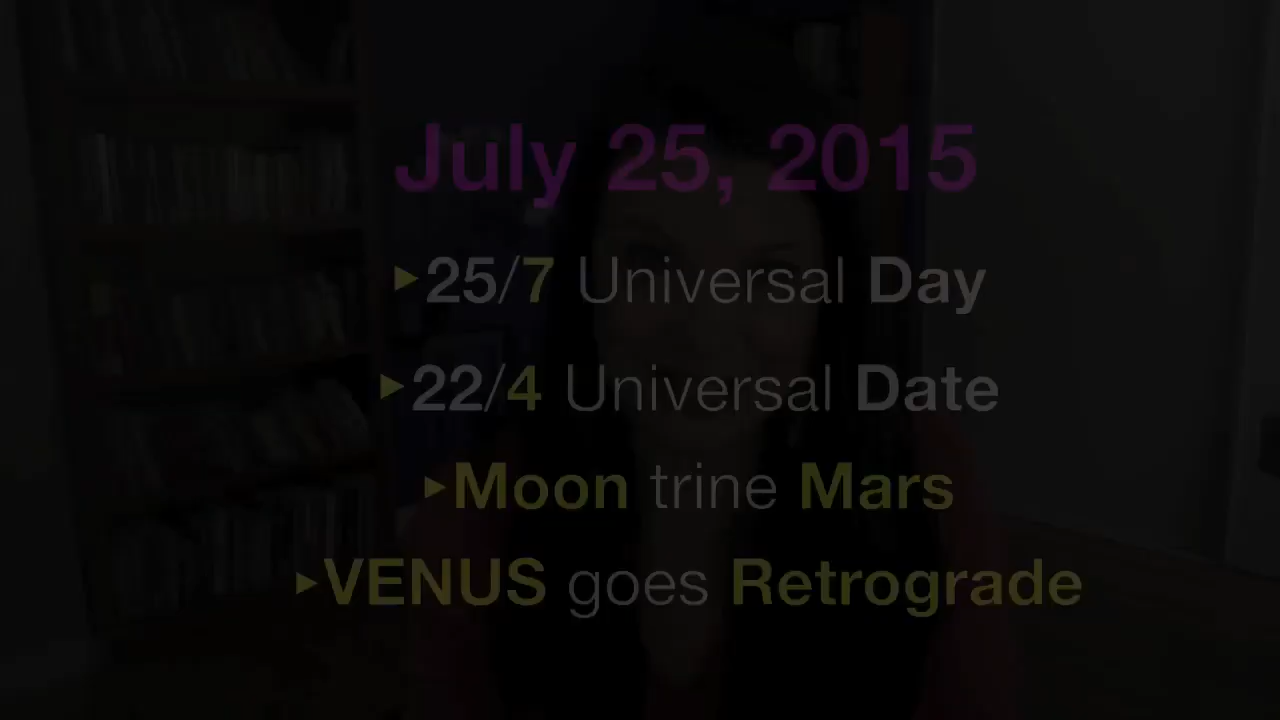 July 25, 2015
▸25/7 Universal Day
▸22/4 Universal Date
▸Moon trine Mars
▸VENUS goes Retrograde